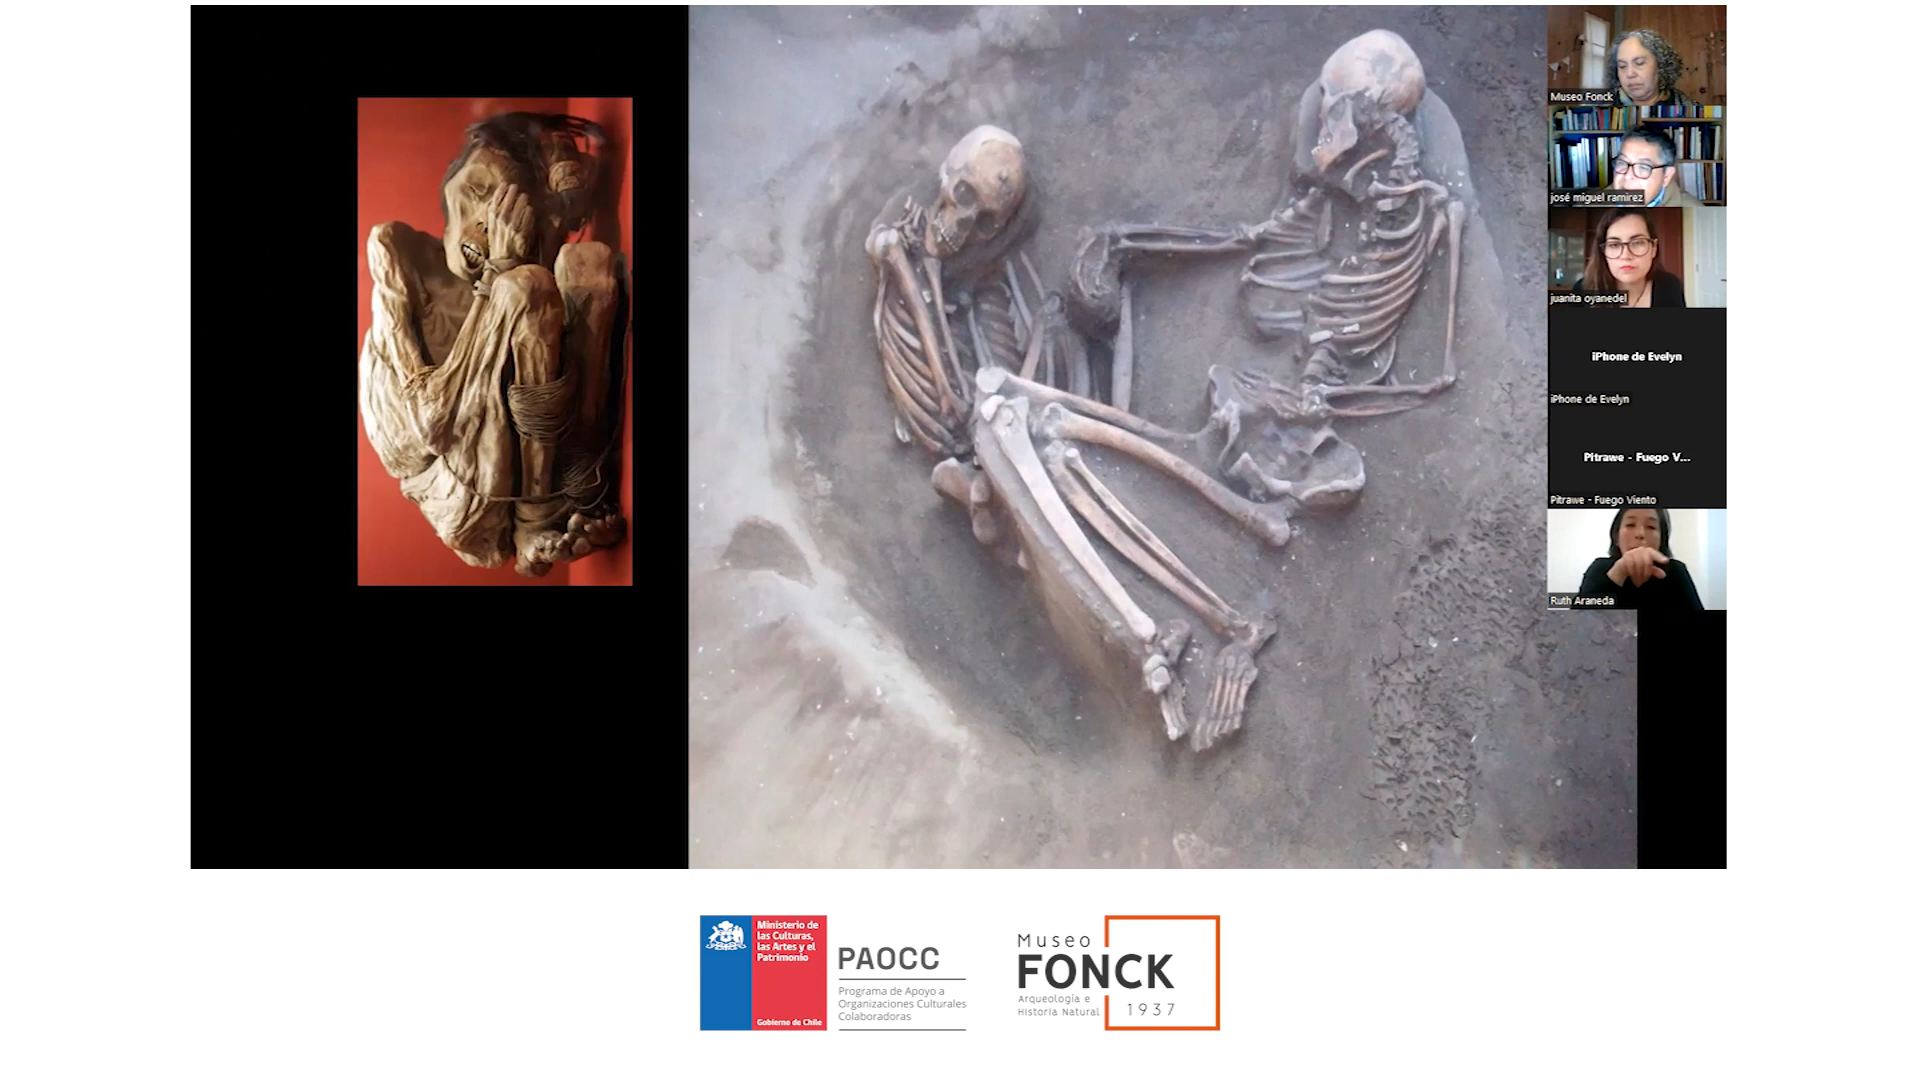 Museo Fonck
josé miguel ramirez
juanita oyanedel
iPhone de Evelyn
iPhone de Evelyn
Pitrawe - Fuego V...
Pitrawe - Fuego Viento
Ruth Araneda
Ministerio de
las Culturas,
las Artes y el
Patrimonio
Gobierno de Chile
PAOCC
Programa de Apoyo a
Organizaciones Culturales
Colaboradoras
Museo
FONCK
Arqueología e
Historia Natural
1937